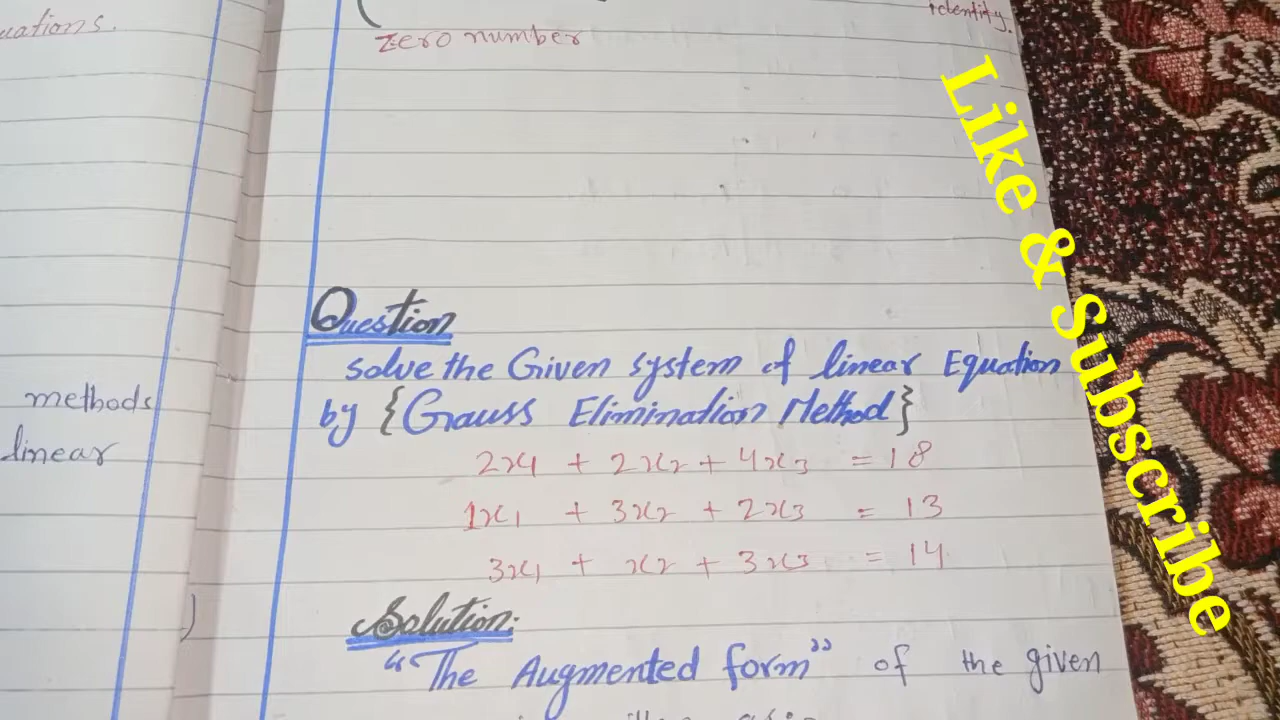 uations.
identity.
zero number
methods
linear
Question
solve the Given system of linear Equation
by {Gauss Elimination Method}
2x1 + 2x2 + 4x3 = 18
1x1 + 3x2 + 2x3 = 13
3x1 + x2 + 3x3 = 14
Solution:
"The Augmented form" of the given
Like & Subscribe